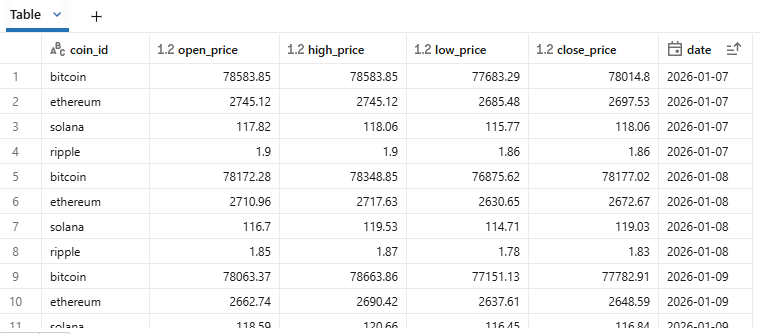 Table +
ABC coin_id 1.2 open_price 1.2 high_price 1.2 low_price 1.2 close_price date
1 bitcoin 78583.85 78583.85 77683.29 78014.8 2026-01-07
2 ethereum 2745.12 2745.12 2685.48 2697.53 2026-01-07
3 solana 117.82 118.06 115.77 118.06 2026-01-07
4 ripple 1.9 1.9 1.86 1.86 2026-01-07
5 bitcoin 78172.28 78348.85 76875.62 78177.02 2026-01-08
6 ethereum 2710.96 2717.63 2630.65 2672.67 2026-01-08
7 solana 116.7 119.53 114.71 119.03 2026-01-08
8 ripple 1.85 1.87 1.78 1.83 2026-01-08
9 bitcoin 78063.37 78663.86 77151.13 77782.91 2026-01-09
10 ethereum 2662.74 2690.42 2637.61 2648.59 2026-01-09
11 solana 118.59 120.66 116.45 116.84 2026-01-09